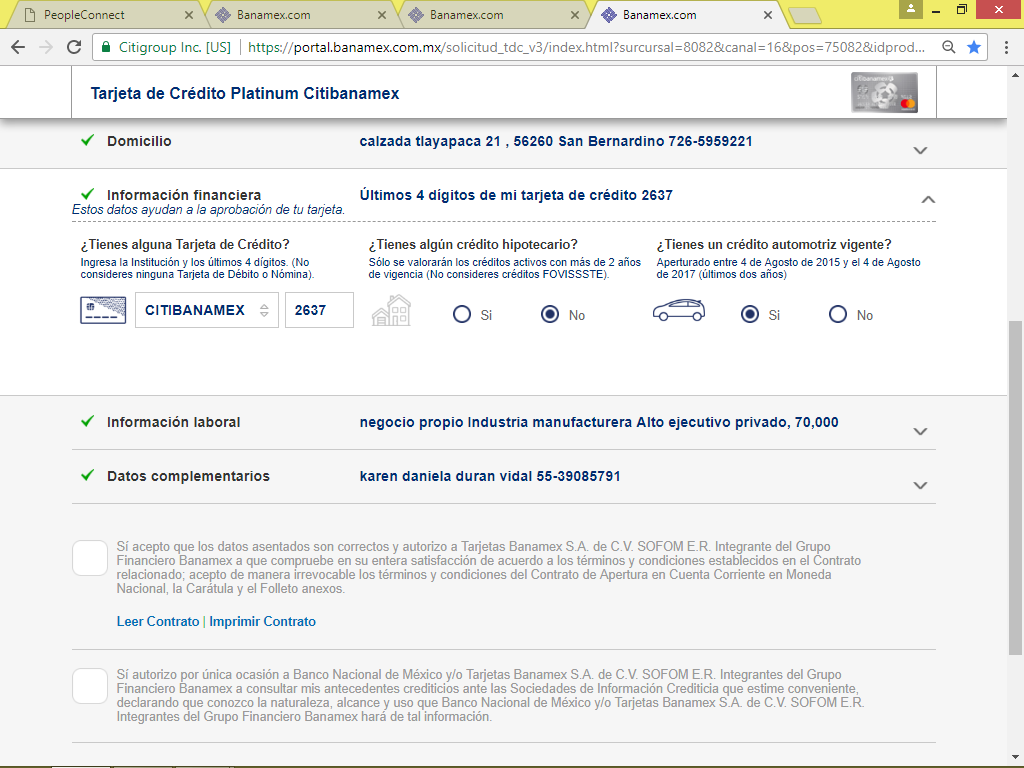 PeopleConnect
Banamex.com
Banamex.com
Banamex.com
Citigroup Inc. [US]
https://portal.banamex.com.mx/solicitud_tdc_v3/index.html?surcursal=8082&canal=16&pos=75082&idprod...
Tarjeta de Crédito Platinum Citibanamex
Domicilio
calzada tlayapaca 21 , 56260 San Bernardino 726-5959221
Información financiera
Últimos 4 dígitos de mi tarjeta de crédito 2637
Estos datos ayudan a la aprobación de tu tarjeta.
¿Tienes alguna Tarjeta de Crédito?
Ingresa la Institución y los últimos 4 dígitos. (No
consideres ninguna Tarjeta de Débito o Nómina).
CITIBANAMEX
2637
¿Tienes algún crédito hipotecario?
Sólo se valorarán los créditos activos con más de 2 años
de vigencia (No consideres créditos FOVISSSTE).
Si
No
¿Tienes un crédito automotriz vigente?
Aperturado entre 4 de Agosto de 2015 y el 4 de Agosto
de 2017 (últimos dos años)
Si
No
Información laboral
negocio propio Industria manufacturera Alto ejecutivo privado, 70,000
Datos complementarios
karen daniela duran vidal 55-39085791
Sí acepto que los datos asentados son correctos y autorizo a Tarjetas Banamex S.A. de C.V. SOFOM E.R. Integrante del Grupo
Financiero Banamex a que compruebe en su entera satisfacción de acuerdo a los términos y condiciones establecidos en el Contrato
relacionado; acepto de manera irrevocable los términos y condiciones del Contrato de Apertura en Cuenta Corriente en Moneda
Nacional, la Carátula y el Folleto anexos.
Leer Contrato | Imprimir Contrato
Sí autorizo por única ocasión a Banco Nacional de México y/o Tarjetas Banamex S.A. de C.V. SOFOM E.R. Integrantes del Grupo
Financiero Banamex a consultar mis antecedentes crediticios ante las Sociedades de Información Crediticia que estime conveniente,
declarando que conozco la naturaleza, alcance y uso que Banco Nacional de México y/o Tarjetas Banamex S.A. de C.V. SOFOM E.R.
Integrantes del Grupo Financiero Banamex hará de tal información.